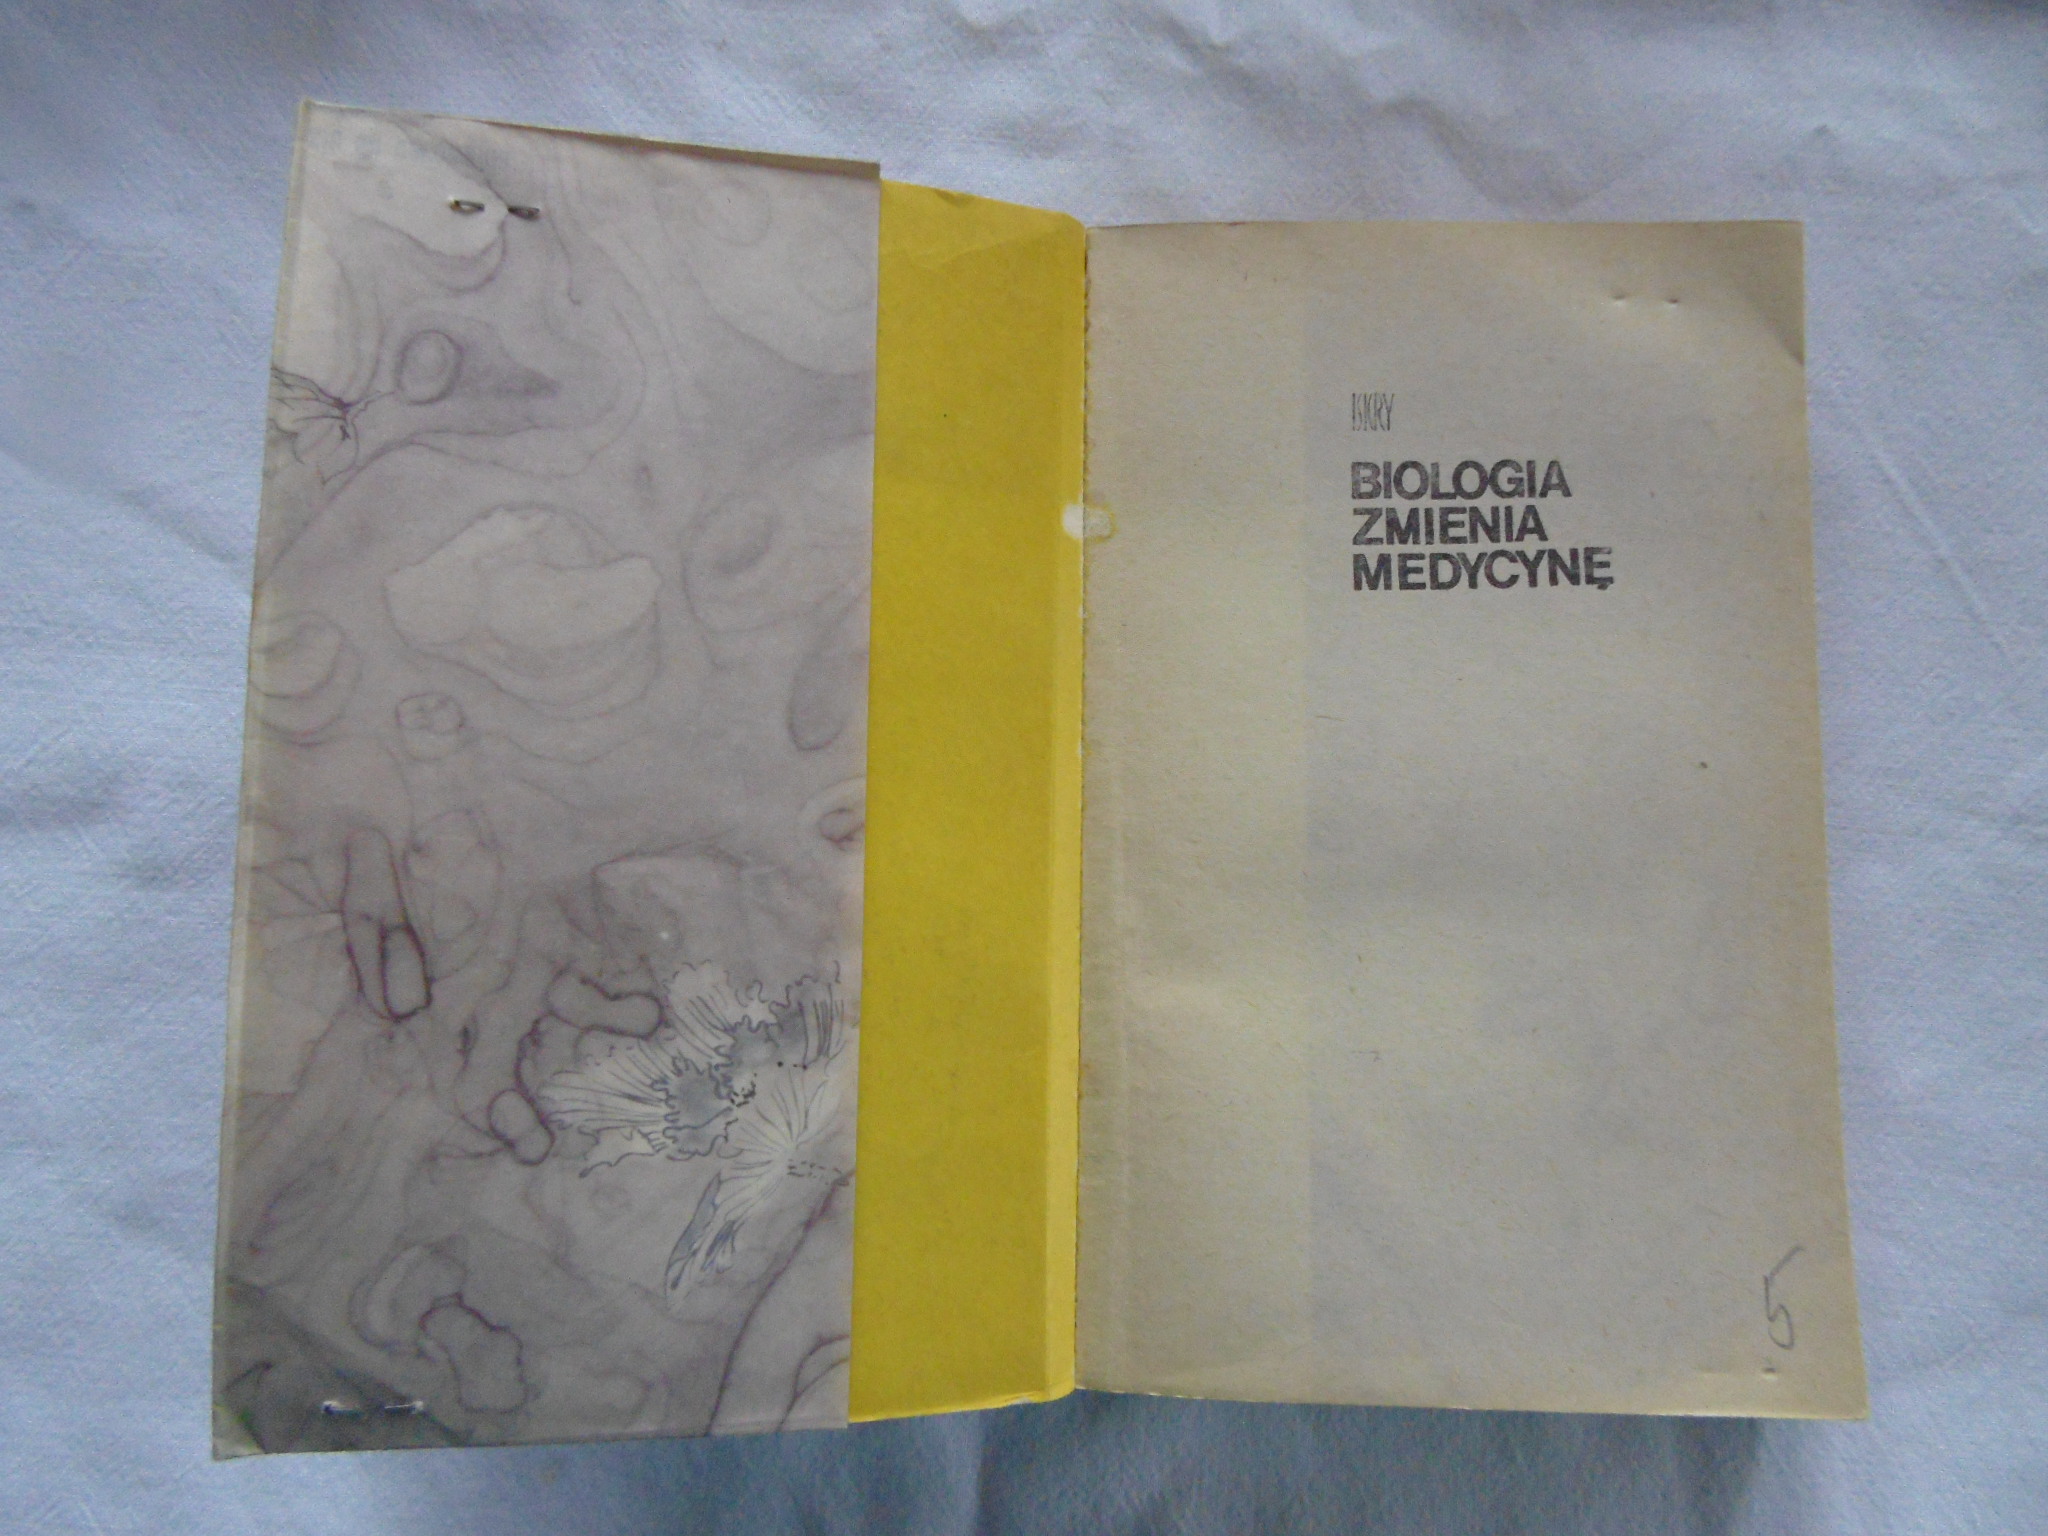 ISKRY
BIOLOGIA
ZMIENIA
MEDYCYNĘ
5